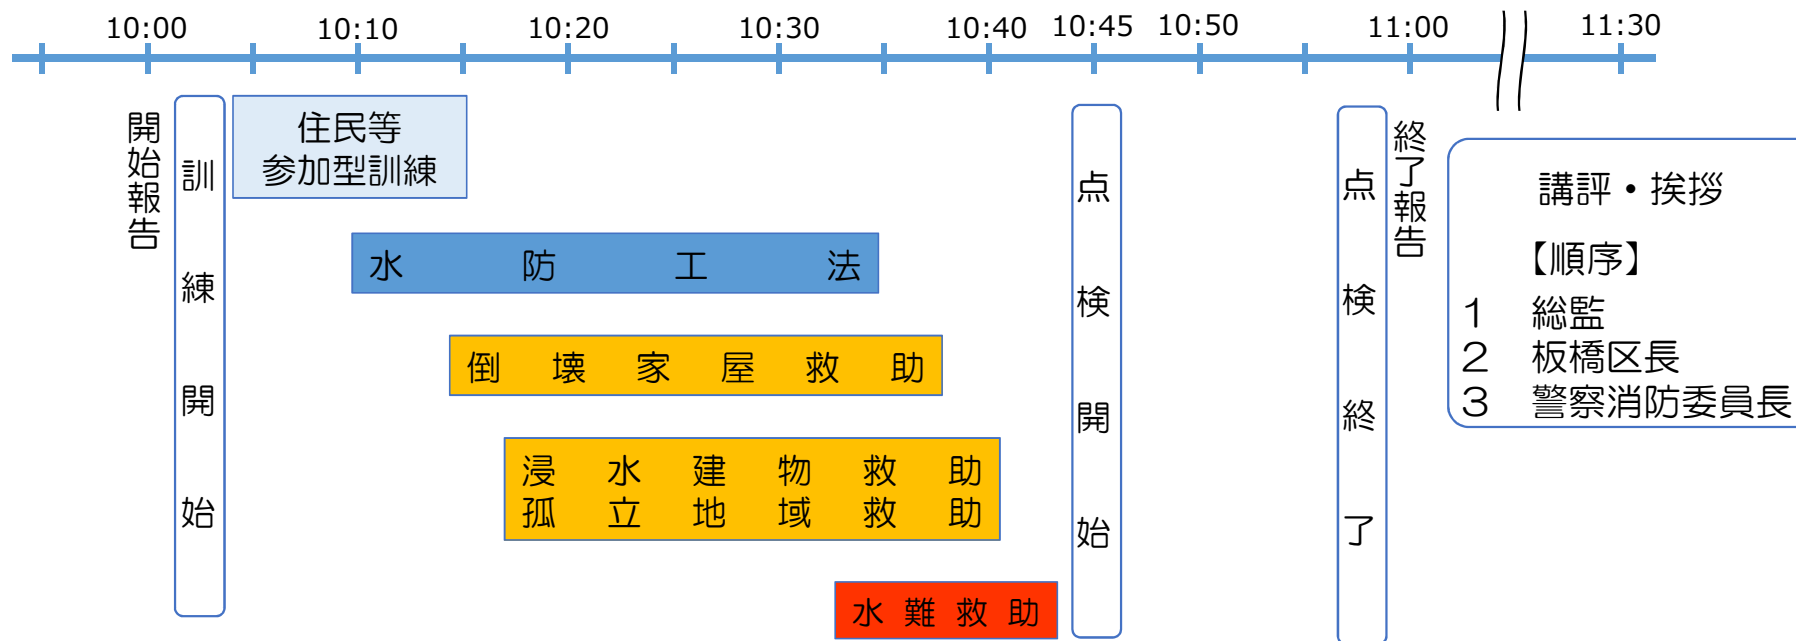 10:00
10:10
10:20
10:30
10:40
10:45
10:50
11:00
11:30
開始報告
訓練開始
住民等
参加型訓練
水防工法
倒壊家屋救助
浸水建物救助
孤立地域救助
水難救助
点検開始
点検終了
終了報告
講評・挨拶
【順序】
1 総監
2 板橋区長
3 警察消防委員長